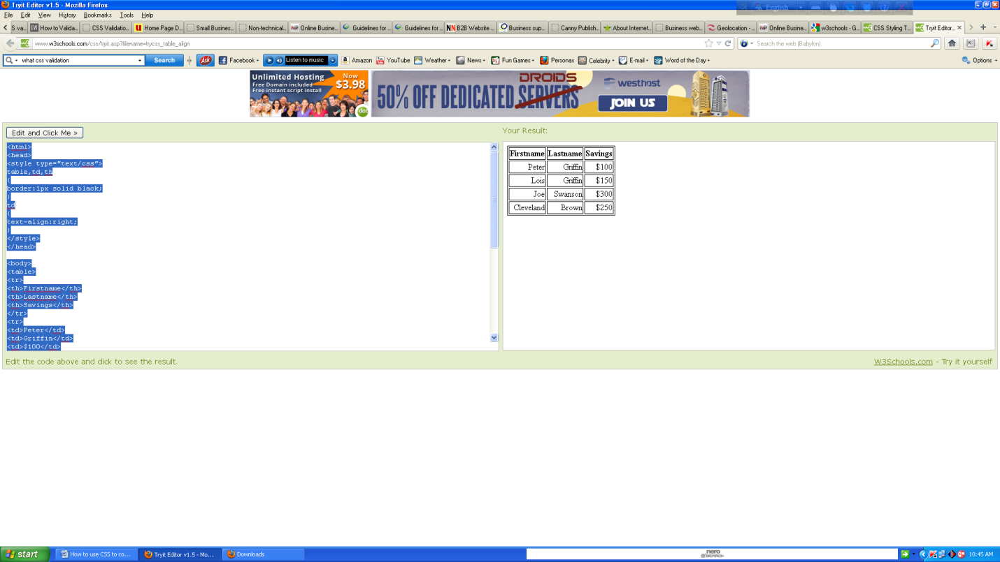 Tryit Editor v1.5 - Mozilla Firefox
English
File Edit View History Bookmarks Tools Help
S va.. How to Valida.. CSS Validatio.. Home Page D.. Small Busines.. Non-technical.. Online Busine.. Guidelines for .. Guidelines for .. B2B Website .. Business sup.. Canny Publish.. About Internet.. Business web.. Geolocation - .. Online Busine.. w3schools - G.. CSS Styling T.. Tryit Editor..
www.w3schools.com/css/tryit.asp?filename=trycss_table_align
Search the web (Babylon)
what css validation Search Ask Facebook Listen to music Amazon YouTube Weather News Fun Games Personas Celebrity E-mail Word of the Day Options
Unlimited Hosting Now
Free Domain included
Free instant script install
$3.98
dot
DROIDS
50% OFF DEDICATED SERVERS
westhost
JOIN US
Edit and Click Me »
<html>
<head>
<style type="text/css">
table,td,th
{
border:1px solid black;
}
td
{
text-align:right;
}
</style>
</head>
<body>
<table>
<tr>
<th>Firstname</th>
<th>Lastname</th>
<th>Savings</th>
</tr>
<tr>
<td>Peter</td>
<td>Griffin</td>
<td>$100</td>
Your Result:
Firstname Lastname Savings
Peter Griffin $100
Lois Griffin $150
Joe Swanson $300
Cleveland Brown $250
Edit the code above and click to see the result.
W3Schools.com - Try it yourself
start How to use CSS to co... Tryit Editor v1.5 - Mo... Downloads
nero
SEARCH
10:45 AM